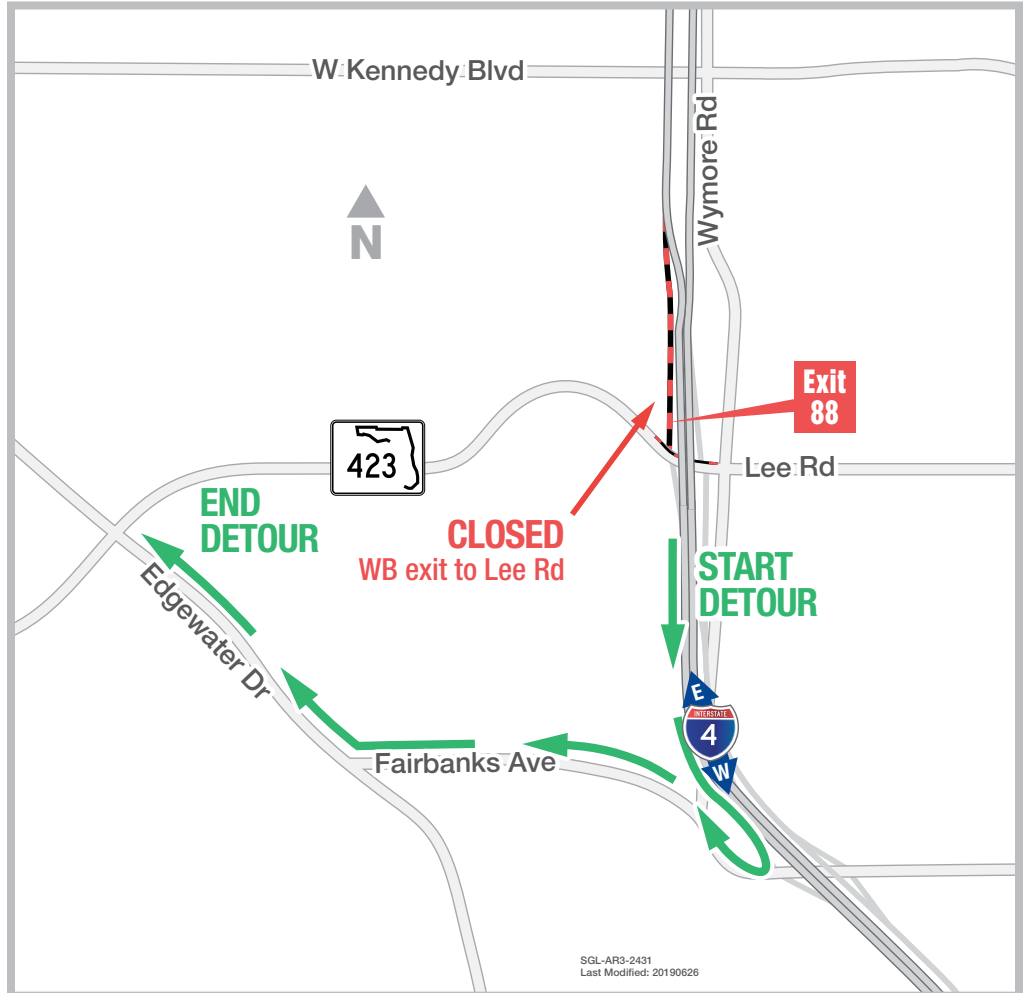 W Kennedy Blvd
Wymore Rd
N
Exit
88
423
Lee Rd
END
DETOUR
CLOSED
WB exit to Lee Rd
START
DETOUR
Edgewater Dr
E
INTERSTATE
4
W
Fairbanks Ave
SGL-AR3-2431
Last Modified: 20190626